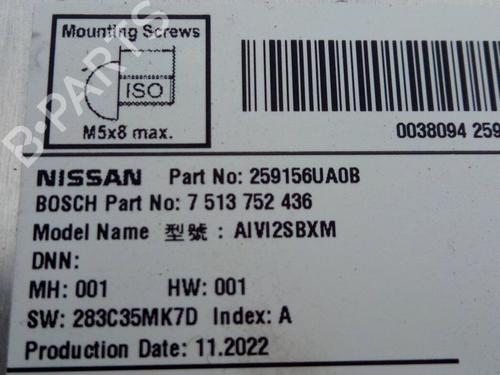 Mounting Screws
ISO
M5x8 max.
0038094 259
NISSAN Part No: 259156UA0B
BOSCH Part No: 7 513 752 436
Model Name 型號 : AIVI2SBXM
DNN:
MH: 001 HW: 001
SW: 283C35MK7D Index: A
Production Date: 11.2022
B-PARTS